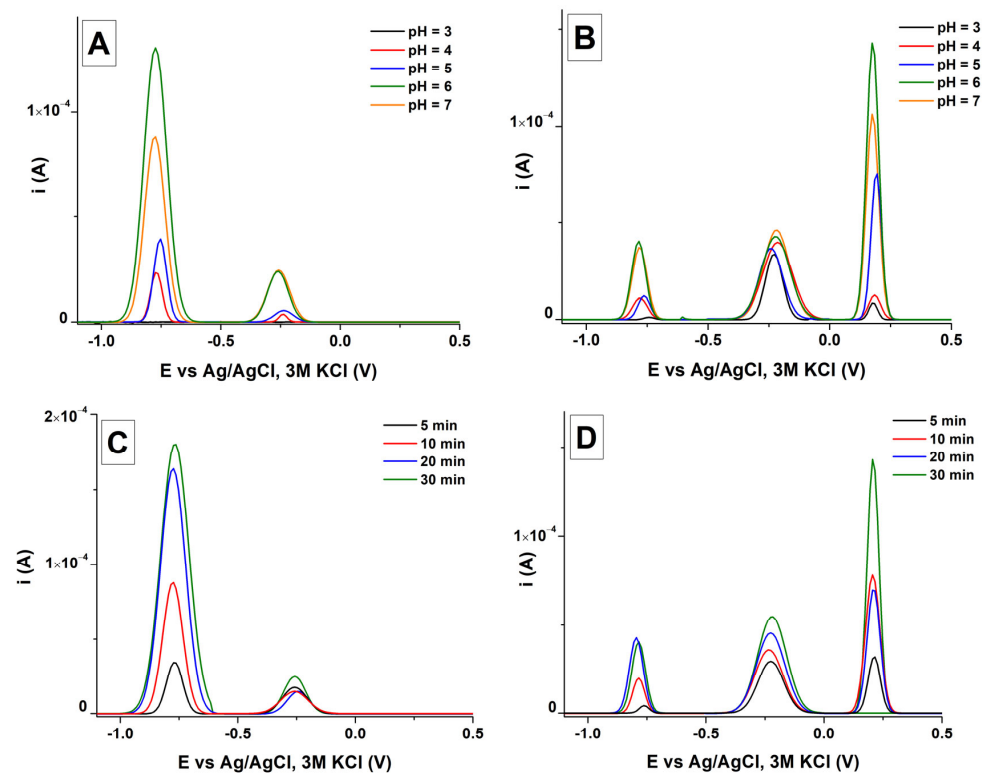 A
pH = 3
pH = 4
pH = 5
pH = 6
pH = 7
1×10⁻⁴
0
i (A)
-1.0 -0.5 0.0 0.5
E vs Ag/AgCl, 3M KCl (V)
B
pH = 3
pH = 4
pH = 5
pH = 6
pH = 7
1×10⁻⁴
0
i (A)
-1.0 -0.5 0.0 0.5
E vs Ag/AgCl, 3M KCl (V)
C
5 min
10 min
20 min
30 min
2×10⁻⁴
1×10⁻⁴
0
i (A)
-1.0 -0.5 0.0 0.5
E vs Ag/AgCl, 3M KCl (V)
D
5 min
10 min
20 min
30 min
1×10⁻⁴
0
i (A)
-1.0 -0.5 0.0 0.5
E vs Ag/AgCl, 3M KCl (V)